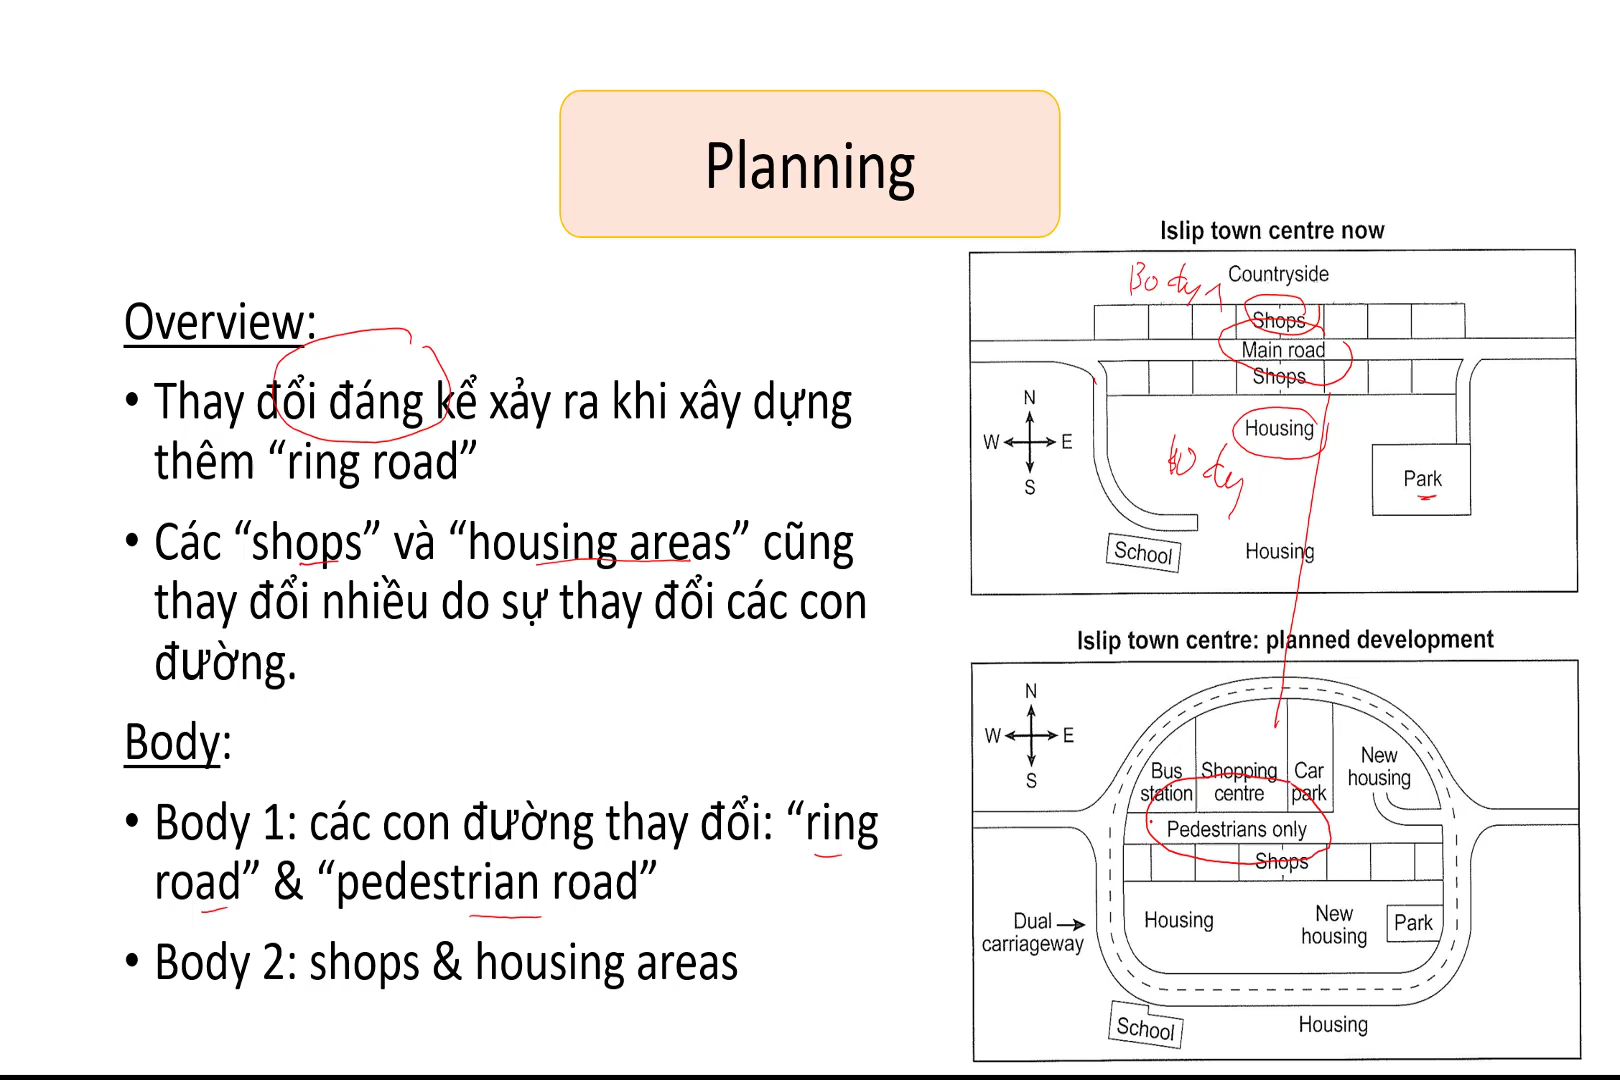 Planning
Overview:
• Thay đổi đáng kể xảy ra khi xây dựng
thêm “ring road”
• Các “shops” và “housing areas” cũng
thay đổi nhiều do sự thay đổi các con
đường.
Body:
• Body 1: các con đường thay đổi: “ring
road” & “pedestrian road”
• Body 2: shops & housing areas
Islip town centre now
Countryside
Body 1
Shops
Main road
Shops
N
W E
S
Housing
Body
Park
School
Housing
Islip town centre: planned development
N
W E
S
Bus
station
Shopping
centre
Car
park
New
housing
Pedestrians only
Shops
Dual
carriageway
Housing
New
housing
Park
School
Housing